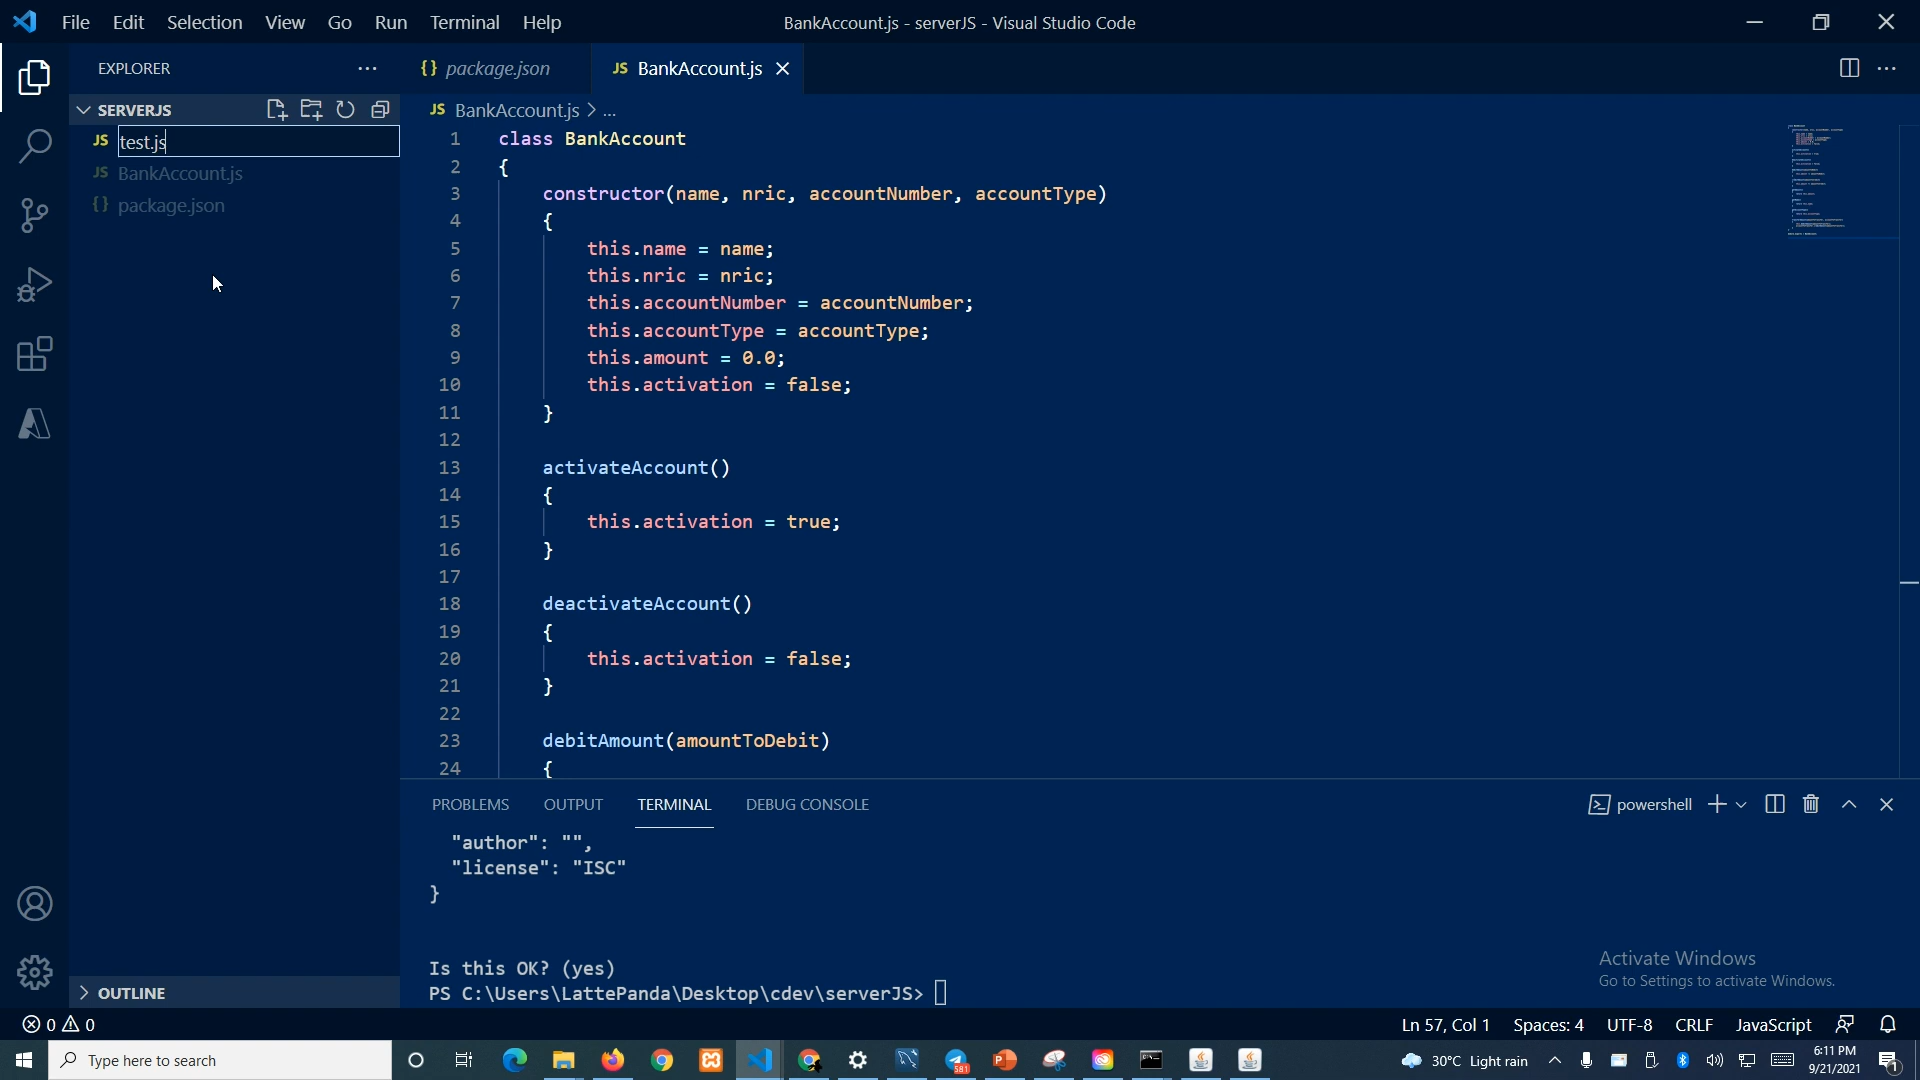 File Edit Selection View Go Run Terminal Help
BankAccount.js - serverJS - Visual Studio Code
EXPLORER
{} package.json
JS BankAccount.js
SERVERJS
JS test.js
JS BankAccount.js
{} package.json
JS BankAccount.js > ...
1 class BankAccount
2 {
3 constructor(name, nric, accountNumber, accountType)
4 {
5 this.name = name;
6 this.nric = nric;
7 this.accountNumber = accountNumber;
8 this.accountType = accountType;
9 this.amount = 0.0;
10 this.activation = false;
11 }
12
13 activateAccount()
14 {
15 this.activation = true;
16 }
17
18 deactivateAccount()
19 {
20 this.activation = false;
21 }
22
23 debitAmount(amountToDebit)
24 {
PROBLEMS OUTPUT TERMINAL DEBUG CONSOLE
powershell
"author": "",
"license": "ISC"
}
Is this OK? (yes)
PS C:\Users\LattePanda\Desktop\cdev\serverJS>
Activate Windows
Go to Settings to activate Windows.
OUTLINE
0 0
Ln 57, Col 1 Spaces: 4 UTF-8 CRLF JavaScript
Type here to search
30°C Light rain
6:11 PM
9/21/2021